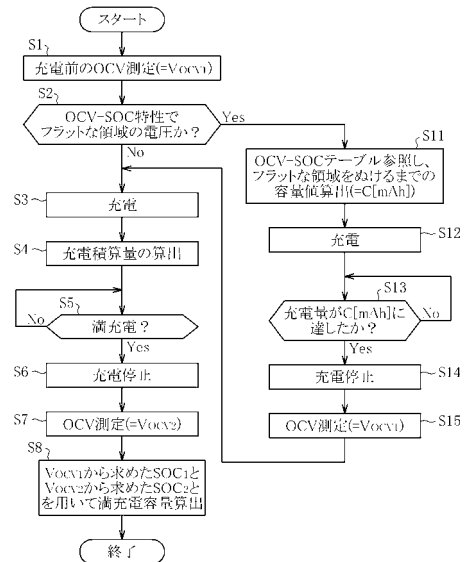 スタート
S1
充電前のOCV測定(=VOCV1)
S2
OCV-SOC特性で
フラットな領域の電圧か？
Yes
No
S3
充電
S4
充電積算量の算出
S5
満充電？
No
Yes
S6
充電停止
S7
OCV測定(=VOCV2)
S8
VOCV1から求めたSOC1と
VOCV2から求めたSOC2と
を用いて満充電容量算出
終了
S11
OCV-SOCテーブル参照し、
フラットな領域をぬけるまでの
容量値算出(=C[mAh])
S12
充電
S13
充電量がC[mAh]に
達したか？
No
Yes
S14
充電停止
S15
OCV測定(=VOCV1)